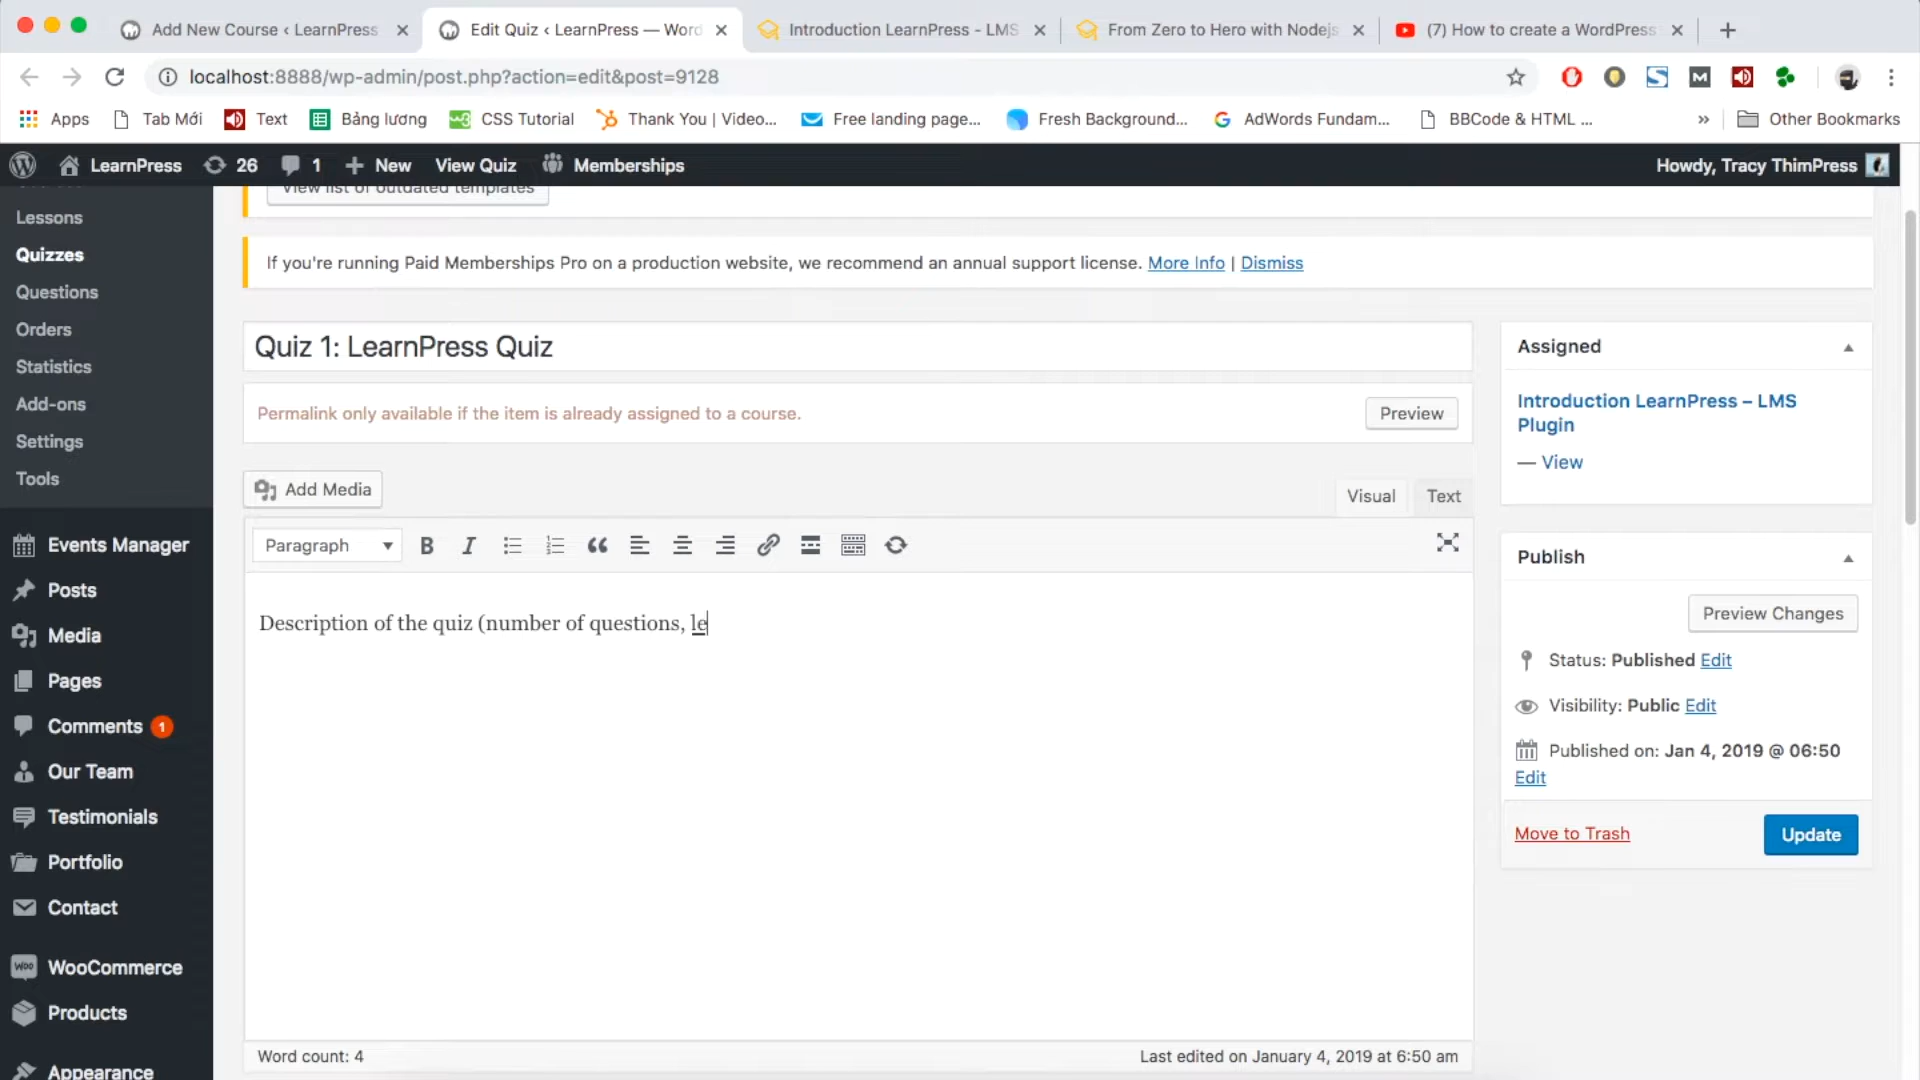 Add New Course ‹ LearnPress
Edit Quiz ‹ LearnPress — Word
Introduction LearnPress - LMS
From Zero to Hero with Nodejs
(7) How to create a WordPress
localhost:8888/wp-admin/post.php?action=edit&post=9128
Apps
Tab Mới
Text
Bảng lương
CSS Tutorial
Thank You | Video...
Free landing page...
Fresh Background...
AdWords Fundam...
BBCode & HTML ...
»
Other Bookmarks
LearnPress
26
1
New
View Quiz
Memberships
Howdy, Tracy ThimPress
Lessons
Quizzes
Questions
Orders
Statistics
Add-ons
Settings
Tools
Events Manager
Posts
Media
Pages
Comments 1
Our Team
Testimonials
Portfolio
Contact
WooCommerce
Products
Appearance
View list of outdated templates
If you're running Paid Memberships Pro on a production website, we recommend an annual support license. More Info | Dismiss
Quiz 1: LearnPress Quiz
Permalink only available if the item is already assigned to a course.
Preview
Add Media
Visual
Text
Paragraph
Description of the quiz (number of questions, le
Word count: 4
Last edited on January 4, 2019 at 6:50 am
Assigned
Introduction LearnPress – LMS
Plugin
— View
Publish
Preview Changes
Status: Published Edit
Visibility: Public Edit
Published on: Jan 4, 2019 @ 06:50
Edit
Move to Trash
Update